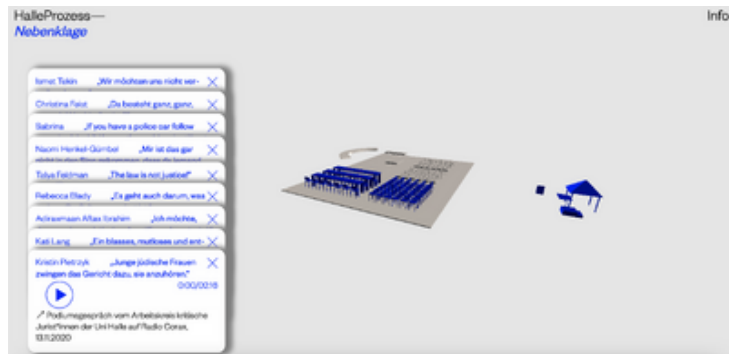 HalleProzess—
Nebenklage
Info
Ismet Tekin „Wir möchten uns nicht ver-
Christina Feist „Da besteht ganz, ganz,
Sabrina „If you have a police car follow
Naomi Henkel-Gümbel „Mir ist das gar
Talya Feldman „The law is not justice!"
Rebecca Blady „Es geht auch darum, was
Aftax Ibrahim „Ich möchte,
Kati Lang „Ein blasses, mutloses und ent-
Kristin Pietrzyk „Junge jüdische Frauen
zwingen das Gericht dazu, sie anzuhören."
0:00/02:18
↗ Podiumsgespräch vom Arbeitskreis kritische
Jurist*innen der Uni Halle auf Radio Corax,
13.11.2020